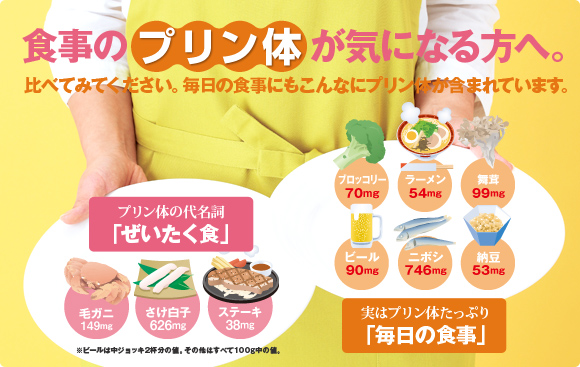 食事のプリン体が気になる方へ。
比べてみてください。毎日の食事にもこんなにプリン体が含まれています。
プリン体の代名詞
「ぜいたく食」
毛ガニ
149mg
さけ白子
626mg
ステーキ
38mg
ブロッコリー
70mg
ラーメン
54mg
舞茸
99mg
ビール
90mg
ニボシ
746mg
納豆
53mg
実はプリン体たっぷり
「毎日の食事」
※ビールは中ジョッキ2杯分の値。その他はすべて100g中の値。